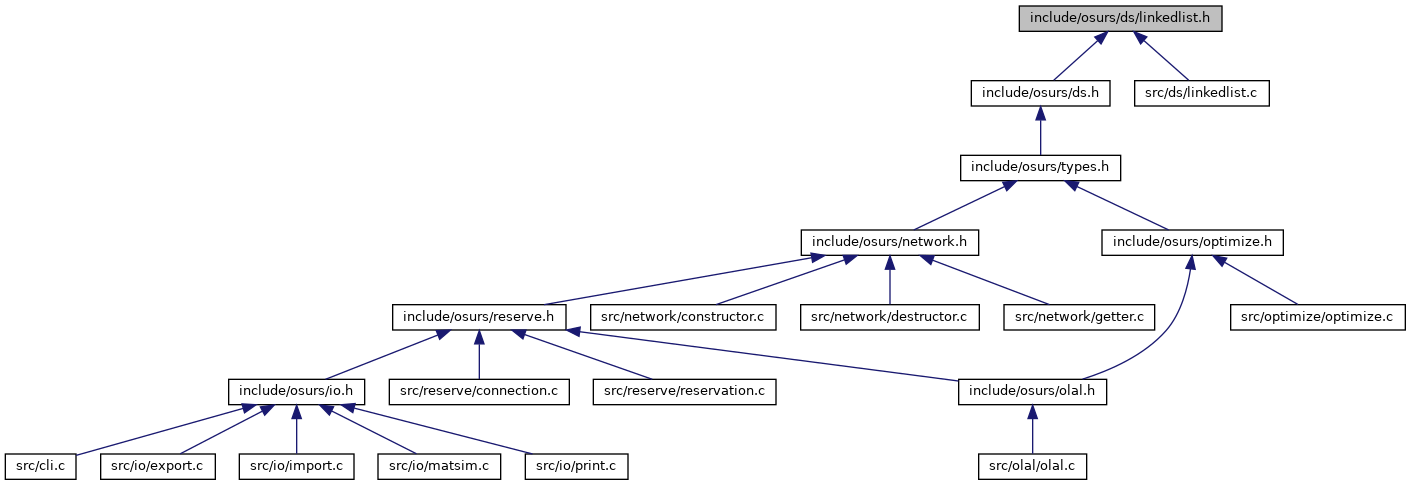 include/osurs/ds/linkedlist.h
include/osurs/ds.h
src/ds/linkedlist.c
include/osurs/types.h
include/osurs/network.h
include/osurs/optimize.h
include/osurs/reserve.h
src/network/constructor.c
src/network/destructor.c
src/network/getter.c
src/optimize/optimize.c
include/osurs/io.h
src/reserve/connection.c
src/reserve/reservation.c
include/osurs/olal.h
src/cli.c
src/io/export.c
src/io/import.c
src/io/matsim.c
src/io/print.c
src/olal/olal.c